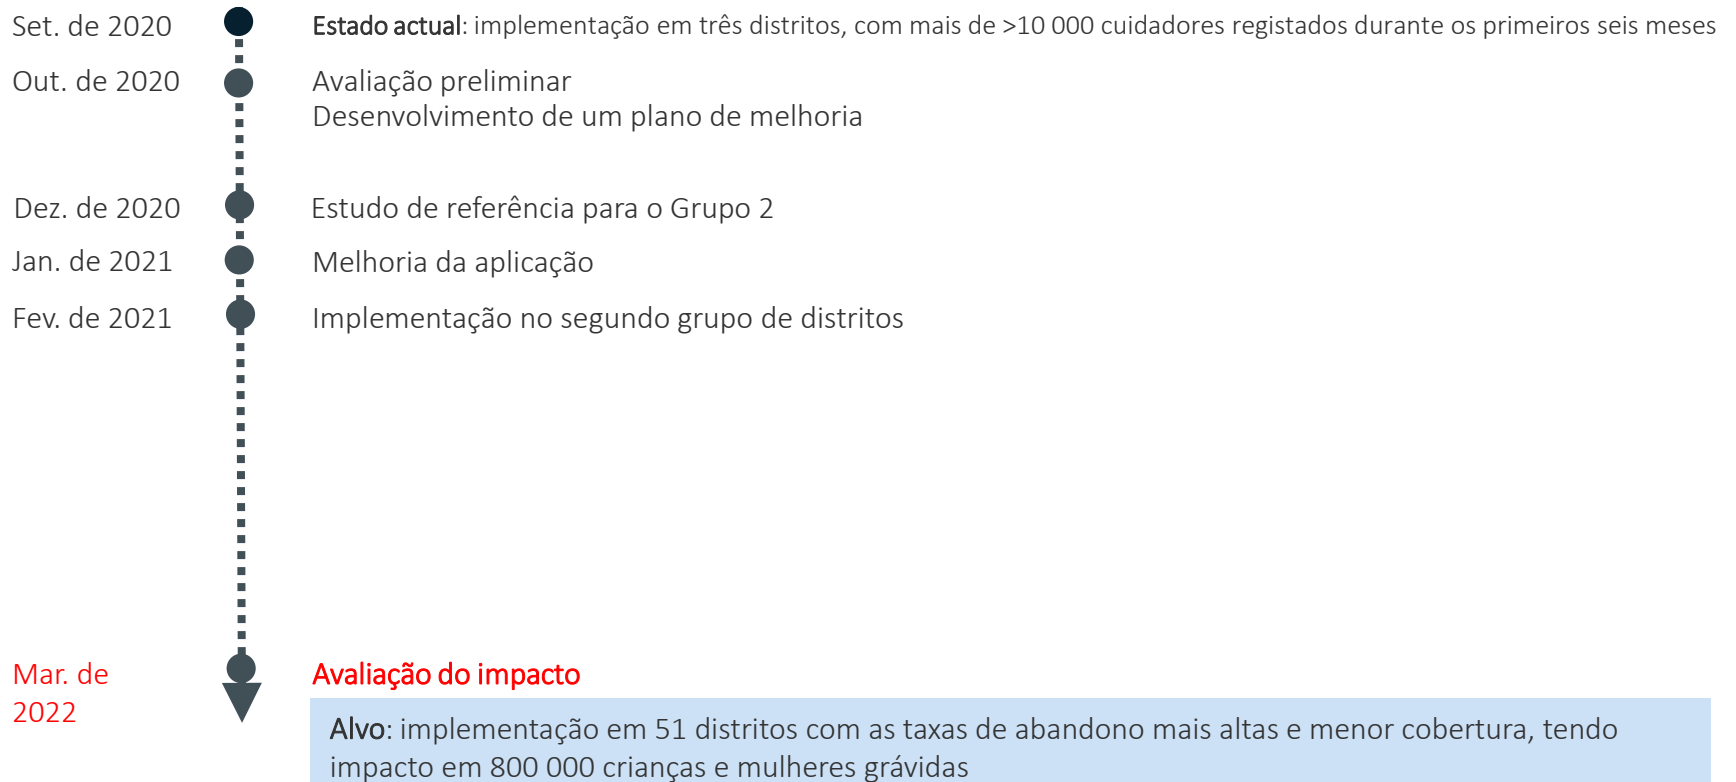 Set. de 2020
Estado actual: implementação em três distritos, com mais de >10 000 cuidadores registados durante os primeiros seis meses
Out. de 2020
Avaliação preliminar
Desenvolvimento de um plano de melhoria
Dez. de 2020
Estudo de referência para o Grupo 2
Jan. de 2021
Melhoria da aplicação
Fev. de 2021
Implementação no segundo grupo de distritos
Mar. de
2022
Avaliação do impacto
Alvo: implementação em 51 distritos com as taxas de abandono mais altas e menor cobertura, tendo
impacto em 800 000 crianças e mulheres grávidas